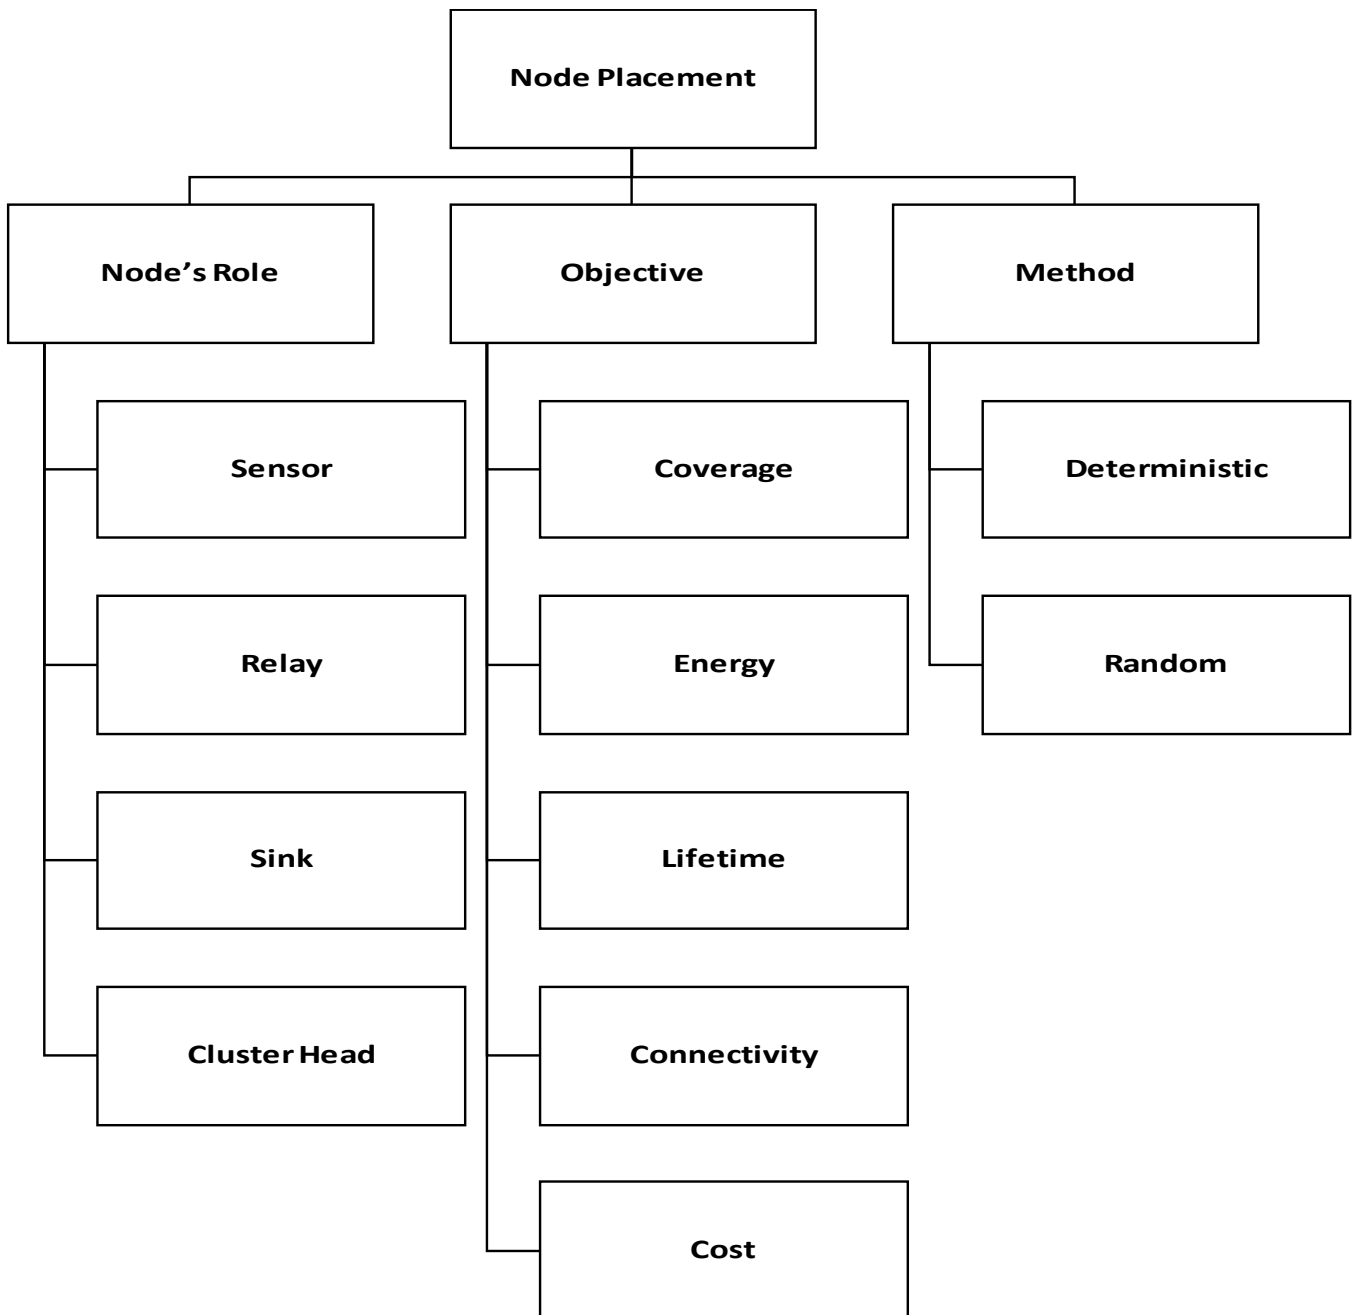 Node Placement
Node’s Role
Objective
Method
Sensor
Coverage
Deterministic
Relay
Energy
Random
Sink
Lifetime
Cluster Head
Connectivity
Cost